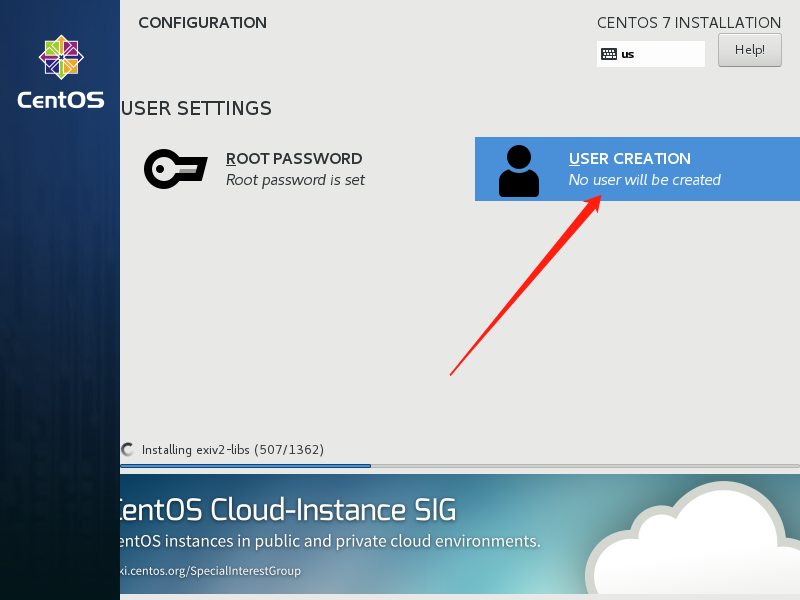 CONFIGURATION
CENTOS 7 INSTALLATION
us
Help!
CentOS
USER SETTINGS
ROOT PASSWORD
Root password is set
USER CREATION
No user will be created
Installing exiv2-libs (507/1362)
CentOS Cloud-Instance SIG
entOS instances in public and private cloud environments.
ki.centos.org/SpecialInterestGroup